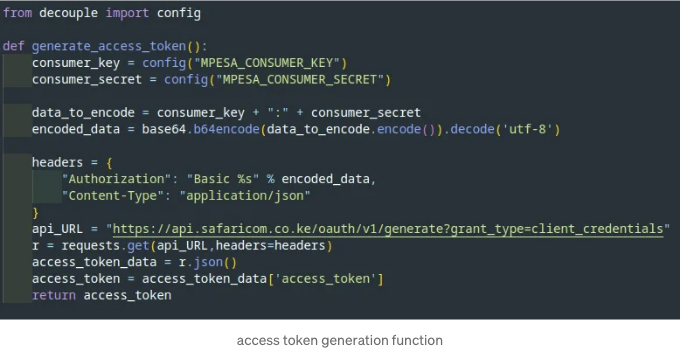 from decouple import config
def generate_access_token():
consumer_key = config("MPESA_CONSUMER_KEY")
consumer_secret = config("MPESA_CONSUMER_SECRET")
data_to_encode = consumer_key + ":" + consumer_secret
encoded_data = base64.b64encode(data_to_encode.encode()).decode('utf-8')
headers = {
"Authorization": "Basic %s" % encoded_data,
"Content-Type": "application/json"
}
api_URL = "https://api.safaricom.co.ke/oauth/v1/generate?grant_type=client_credentials"
r = requests.get(api_URL,headers=headers)
access_token_data = r.json()
access_token = access_token_data['access_token']
return access_token
access token generation function